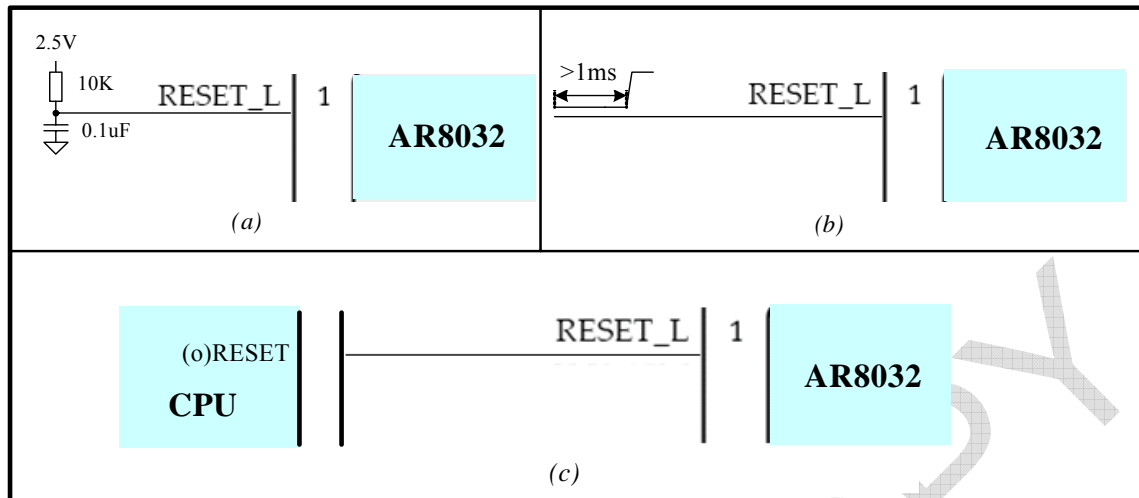 2.5V
10K
0.1uF
RESET_L 1
AR8032
(a)
>1ms
RESET_L 1
AR8032
(b)
(o)RESET
CPU
RESET_L 1
AR8032
(c)